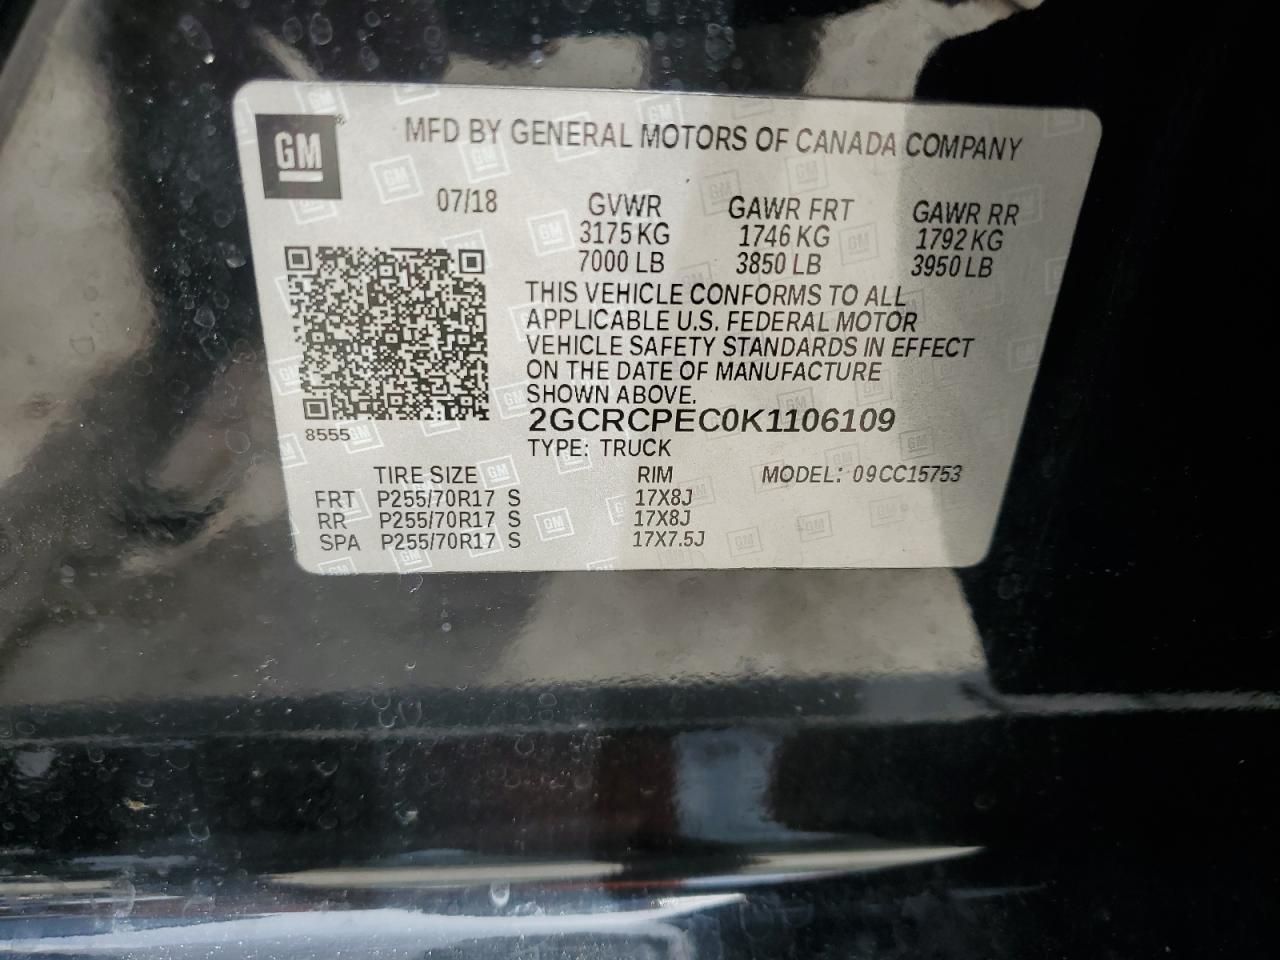 GM
MFD BY GENERAL MOTORS OF CANADA COMPANY
07/18 GVWR GAWR FRT GAWR RR
3175 KG 1746 KG 1792 KG
7000 LB 3850 LB 3950 LB
THIS VEHICLE CONFORMS TO ALL
APPLICABLE U.S. FEDERAL MOTOR
VEHICLE SAFETY STANDARDS IN EFFECT
ON THE DATE OF MANUFACTURE
SHOWN ABOVE.
2GCRCPEC0K1106109
8555
TYPE: TRUCK
TIRE SIZE RIM MODEL: 09CC15753
FRT P255/70R17 S 17X8J
RR P255/70R17 S 17X8J
SPA P255/70R17 S 17X7.5J